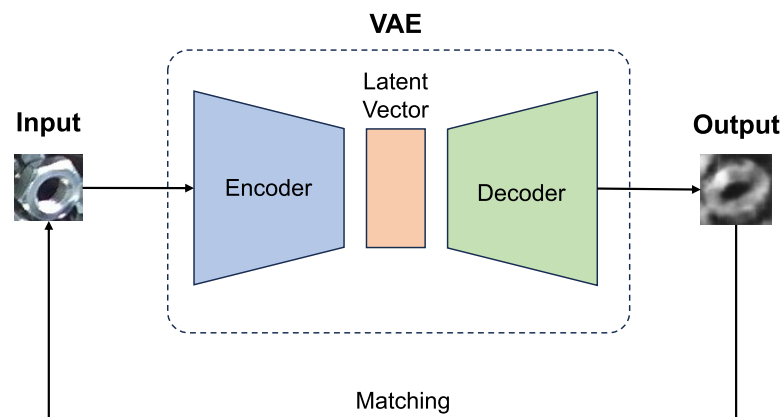 VAE
Latent
Vector
Input
Output
Encoder
Decoder
Matching